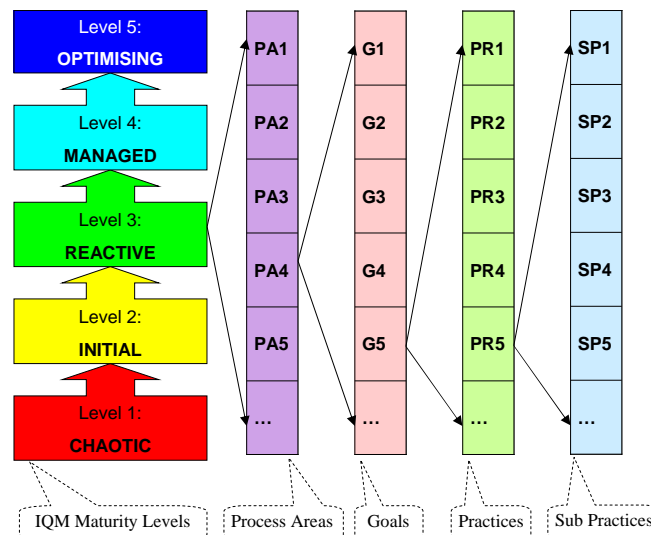 Level 5:
OPTIMISING
Level 4:
MANAGED
Level 3:
REACTIVE
Level 2:
INITIAL
Level 1:
CHAOTIC
PA1
PA2
PA3
PA4
PA5
...
G1
G2
G3
G4
G5
...
PR1
PR2
PR3
PR4
PR5
...
SP1
SP2
SP3
SP4
SP5
...
IQM Maturity Levels
Process Areas
Goals
Practices
Sub Practices